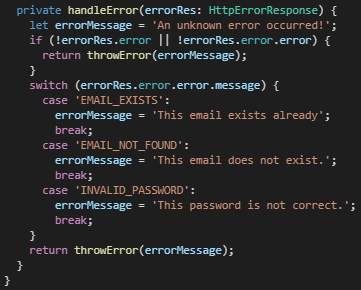 private handleError(errorRes: HttpErrorResponse) {
let errorMessage = 'An unknown error occurred!';
if (!errorRes.error || !errorRes.error.error) {
return throwError(errorMessage);
}
switch (errorRes.error.error.message) {
case 'EMAIL_EXISTS':
errorMessage = 'This email exists already';
break;
case 'EMAIL_NOT_FOUND':
errorMessage = 'This email does not exist.';
break;
case 'INVALID_PASSWORD':
errorMessage = 'This password is not correct.';
break;
}
return throwError(errorMessage);
}
}